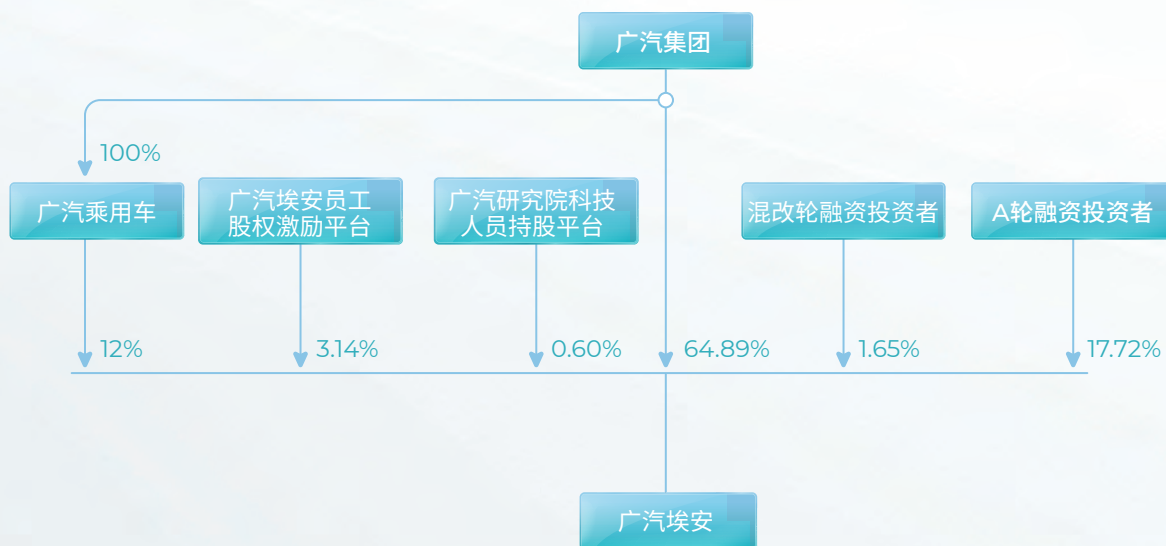 广汽集团
100%
广汽乘用车
广汽埃安员工
股权激励平台
广汽研究院科技
人员持股平台
混改轮融资投资者
A轮融资投资者
12%
3.14%
0.60%
64.89%
1.65%
17.72%
广汽埃安